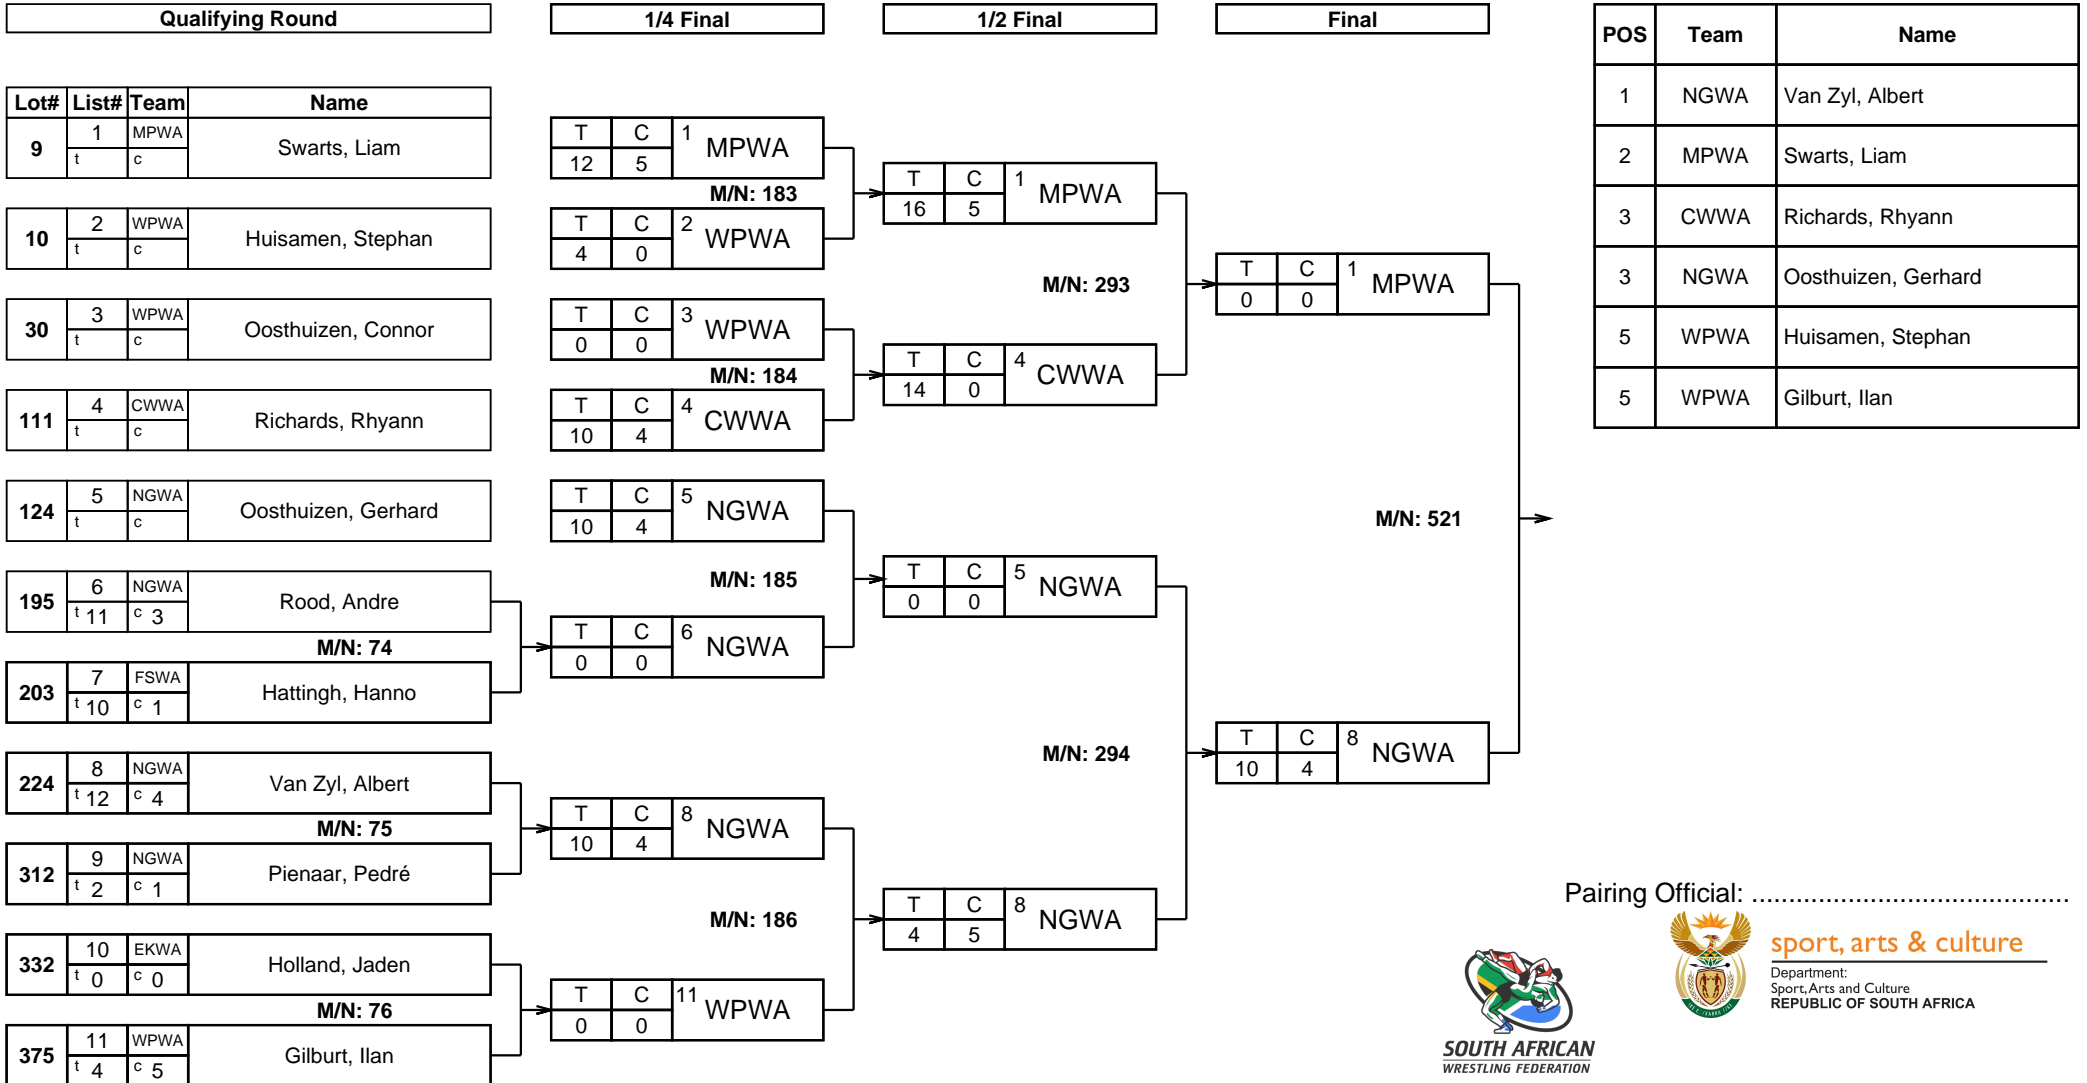 Qualifying Round 1/4 Final 1/2 Final Final
POS Team Name
1 NGWA Van Zyl, Albert
2 MPWA Swarts, Liam
3 CWWA Richards, Rhyann
3 NGWA Oosthuizen, Gerhard
5 WPWA Huisamen, Stephan
5 WPWA Gilburt, Ilan
Lot# List# Team Name
9 1 MPWA Swarts, Liam
t c
10 2 WPWA Huisamen, Stephan
t c
30 3 WPWA Oosthuizen, Connor
t c
111 4 CWWA Richards, Rhyann
t c
124 5 NGWA Oosthuizen, Gerhard
t c
195 6 NGWA Rood, Andre
t 11 c 3
M/N: 74
203 7 FSWA Hattingh, Hanno
t 10 c 1
224 8 NGWA Van Zyl, Albert
t 12 c 4
M/N: 75
312 9 NGWA Pienaar, Pedré
t 2 c 1
332 10 EKWA Holland, Jaden
t 0 c 0
M/N: 76
375 11 WPWA Gilburt, Ilan
t 4 c 5
T C 1 MPWA
12 5
M/N: 183
T C 2 WPWA
4 0
T C 3 WPWA
0 0
M/N: 184
T C 4 CWWA
10 4
T C 5 NGWA
10 4
M/N: 185
T C 6 NGWA
0 0
T C 8 NGWA
10 4
M/N: 186
T C 11 WPWA
0 0
T C 1 MPWA
16 5
M/N: 293
T C 4 CWWA
14 0
T C 5 NGWA
0 0
M/N: 294
T C 8 NGWA
4 5
T C 1 MPWA
0 0
M/N: 521
T C 8 NGWA
10 4
Pairing Official: ...........................................
SOUTH AFRICAN
WRESTLING FEDERATION
sport, arts & culture
Department:
Sport, Arts and Culture
REPUBLIC OF SOUTH AFRICA